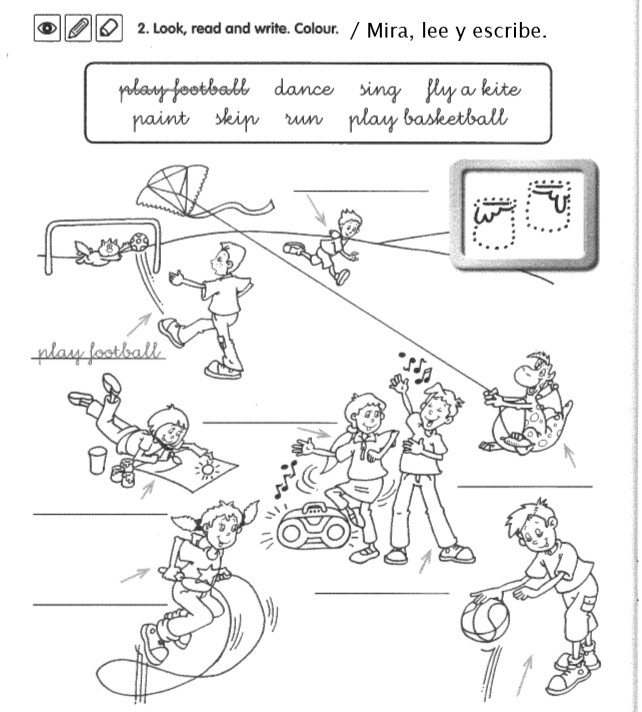 2. Look, read and write. Colour. / Mira, lee y escribe.
play football dance sing fly a kite
paint skip run play basketball
play football